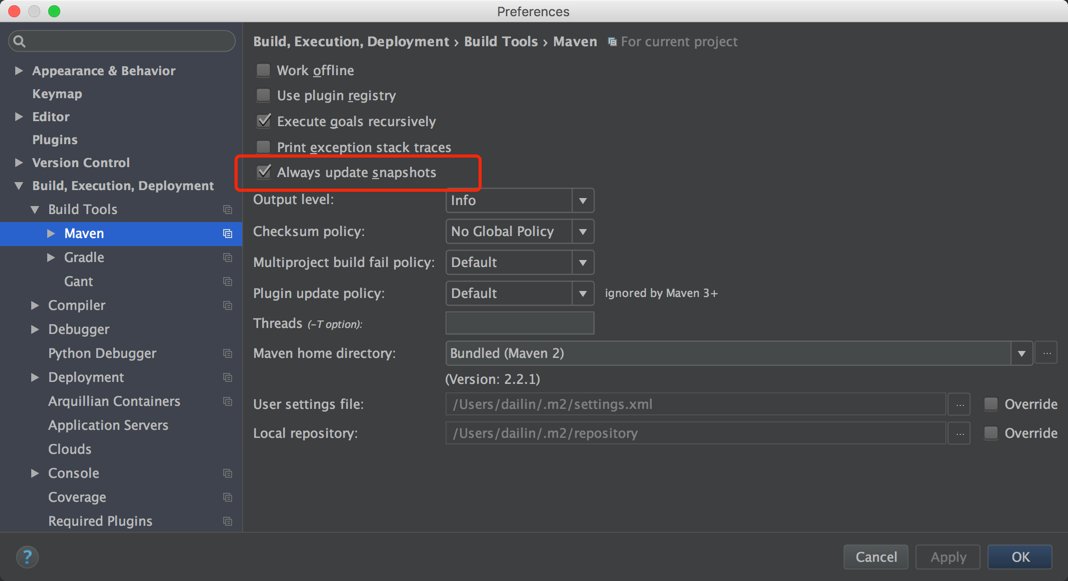 Preferences
Appearance & Behavior
Keymap
Editor
Plugins
Version Control
Build, Execution, Deployment
Build Tools
Maven
Gradle
Gant
Compiler
Debugger
Python Debugger
Deployment
Arquillian Containers
Application Servers
Clouds
Console
Coverage
Required Plugins
?
Build, Execution, Deployment › Build Tools › Maven For current project
Work offline
Use plugin registry
Execute goals recursively
Print exception stack traces
Always update snapshots
Output level: Info
Checksum policy: No Global Policy
Multiproject build fail policy: Default
Plugin update policy: Default ignored by Maven 3+
Threads (-T option):
Maven home directory: Bundled (Maven 2) ...
(Version: 2.2.1)
User settings file: /Users/dailin/.m2/settings.xml ... Override
Local repository: /Users/dailin/.m2/repository ... Override
Cancel Apply OK